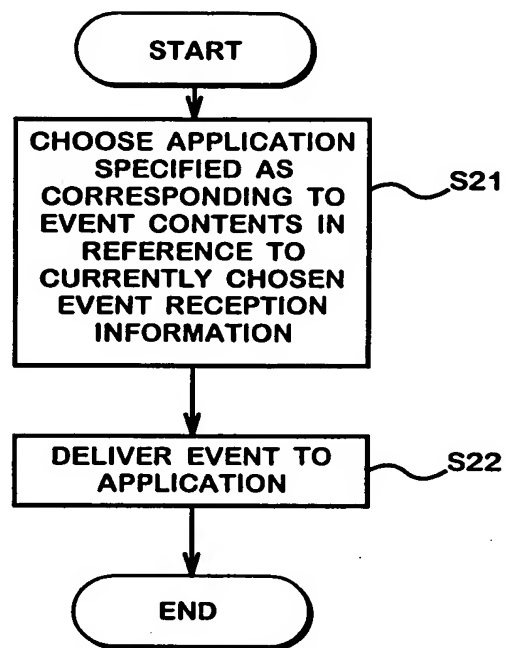 START
CHOOSE APPLICATION
SPECIFIED AS
CORRESPONDING TO
EVENT CONTENTS IN
REFERENCE TO
CURRENTLY CHOSEN
EVENT RECEPTION
INFORMATION
S21
DELIVER EVENT TO
APPLICATION
S22
END